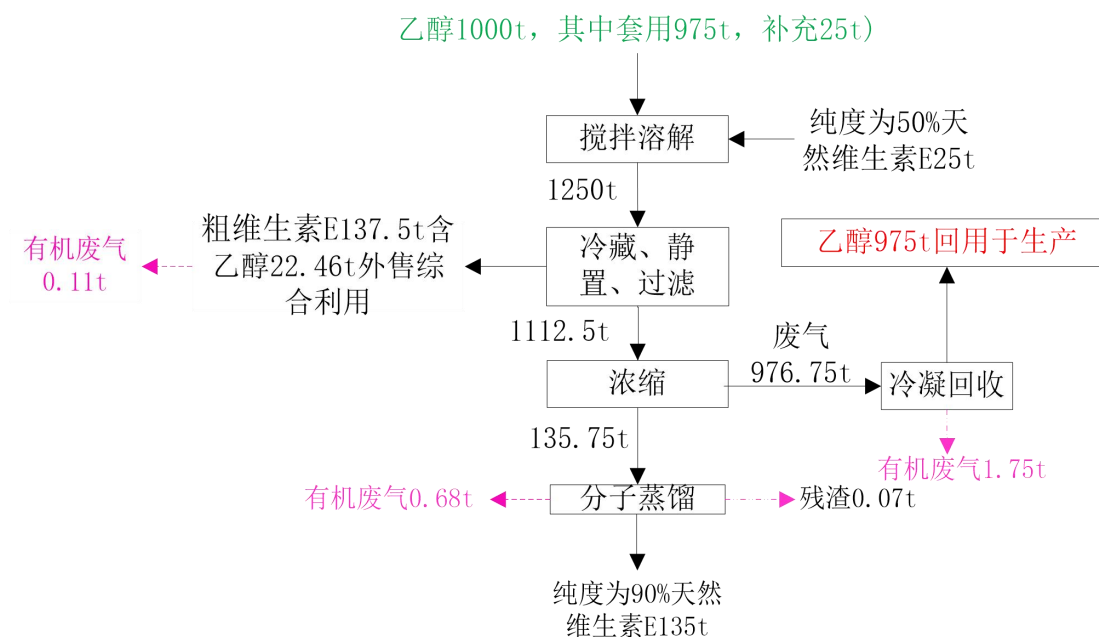 乙醇1000t，其中套用975t，补充25t)
搅拌溶解
纯度为50%天
然维生素E25t
1250t
有机废气
0.11t
粗维生素E137.5t含
乙醇22.46t外售综
合利用
冷藏、静
置、过滤
乙醇975t回用于生产
1112.5t
废气
976.75t
浓缩
冷凝回收
135.75t
有机废气1.75t
有机废气0.68t
分子蒸馏
残渣0.07t
纯度为90%天然
维生素E135t